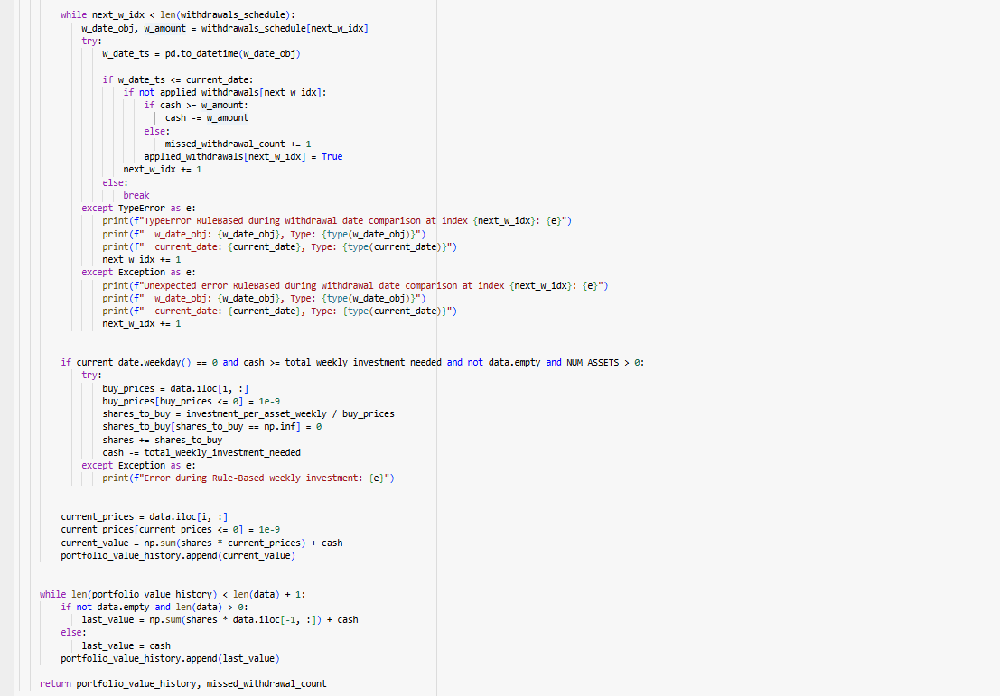 while next_w_idx < len(withdrawals_schedule):
w_date_obj, w_amount = withdrawals_schedule[next_w_idx]
try:
w_date_ts = pd.to_datetime(w_date_obj)
if w_date_ts <= current_date:
if not applied_withdrawals[next_w_idx]:
if cash >= w_amount:
cash -= w_amount
else:
missed_withdrawal_count += 1
applied_withdrawals[next_w_idx] = True
next_w_idx += 1
else:
break
except TypeError as e:
print(f"TypeError RuleBased during withdrawal date comparison at index {next_w_idx}: {e}")
print(f"  w_date_obj: {w_date_obj}, Type: {type(w_date_obj)}")
print(f"  current_date: {current_date}, Type: {type(current_date)}")
next_w_idx += 1
except Exception as e:
print(f"Unexpected error RuleBased during withdrawal date comparison at index {next_w_idx}: {e}")
print(f"  w_date_obj: {w_date_obj}, Type: {type(w_date_obj)}")
print(f"  current_date: {current_date}, Type: {type(current_date)}")
next_w_idx += 1
if current_date.weekday() == 0 and cash >= total_weekly_investment_needed and not data.empty and NUM_ASSETS > 0:
try:
buy_prices = data.iloc[i, :]
buy_prices[buy_prices <= 0] = 1e-9
shares_to_buy = investment_per_asset_weekly / buy_prices
shares_to_buy[shares_to_buy == np.inf] = 0
shares += shares_to_buy
cash -= total_weekly_investment_needed
except Exception as e:
print(f"Error during Rule-Based weekly investment: {e}")
current_prices = data.iloc[i, :]
current_prices[current_prices <= 0] = 1e-9
current_value = np.sum(shares * current_prices) + cash
portfolio_value_history.append(current_value)
while len(portfolio_value_history) < len(data) + 1:
if not data.empty and len(data) > 0:
last_value = np.sum(shares * data.iloc[-1, :]) + cash
else:
last_value = cash
portfolio_value_history.append(last_value)
return portfolio_value_history, missed_withdrawal_count